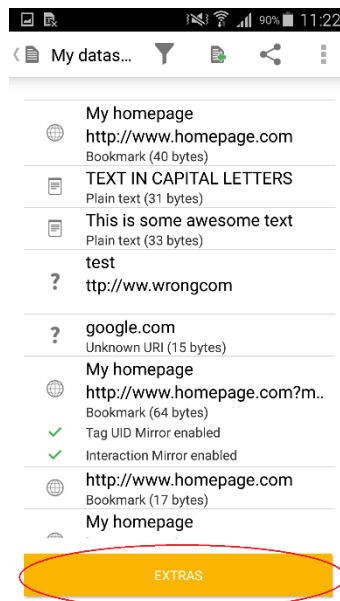 90% 11:22
My datas...
My homepage
http://www.homepage.com
Bookmark (40 bytes)
TEXT IN CAPITAL LETTERS
Plain text (31 bytes)
This is some awesome text
Plain text (33 bytes)
test
ttp://ww.wrongcom
?
google.com
?
Unknown URI (15 bytes)
My homepage
http://www.homepage.com?m..
Bookmark (64 bytes)
Tag UID Mirror enabled
Interaction Mirror enabled
http://www.homepage.com
Bookmark (17 bytes)
My homepage
EXTRAS